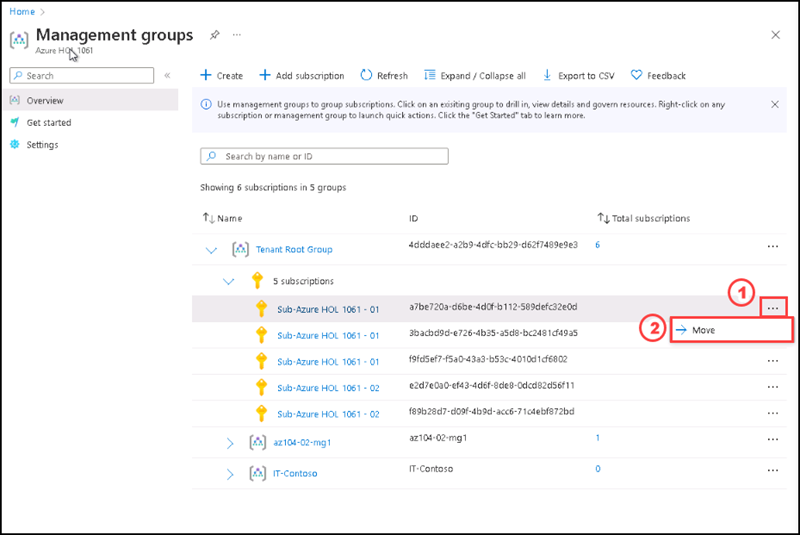 Home >
Management groups
Azure HOL 1061
Search
Overview
Get started
Settings
+ Create + Add subscription Refresh Expand / Collapse all Export to CSV Feedback
Use management groups to group subscriptions. Click on an exisiting group to drill in, view details and govern resources. Right-click on any
subscription or management group to launch quick actions. Click the "Get Started" tab to learn more.
Search by name or ID
Showing 6 subscriptions in 5 groups
Name ID Total subscriptions
Tenant Root Group 4dddaee2-a2b9-4dfc-bb29-d62f7489e9e3 6 ...
5 subscriptions
Sub-Azure HOL 1061 - 01 a7be720a-d6be-4d0f-b112-589defc32e0d ...
1
Sub-Azure HOL 1061 - 01 3bacbd9d-e726-4b35-a5d8-bc2481cf49a5
2 Move
Sub-Azure HOL 1061 - 01 f9fd5ef7-f5a0-43a3-b53c-4010d1cf6802 ...
Sub-Azure HOL 1061 - 02 e2d7e0a0-ef43-4d6f-8de8-0dcd82d56f11 ...
Sub-Azure HOL 1061 - 02 f89b28d7-d09f-4b9d-acc6-71c4ebf872bd ...
az104-02-mg1 az104-02-mg1 1 ...
IT-Contoso IT-Contoso 0 ...